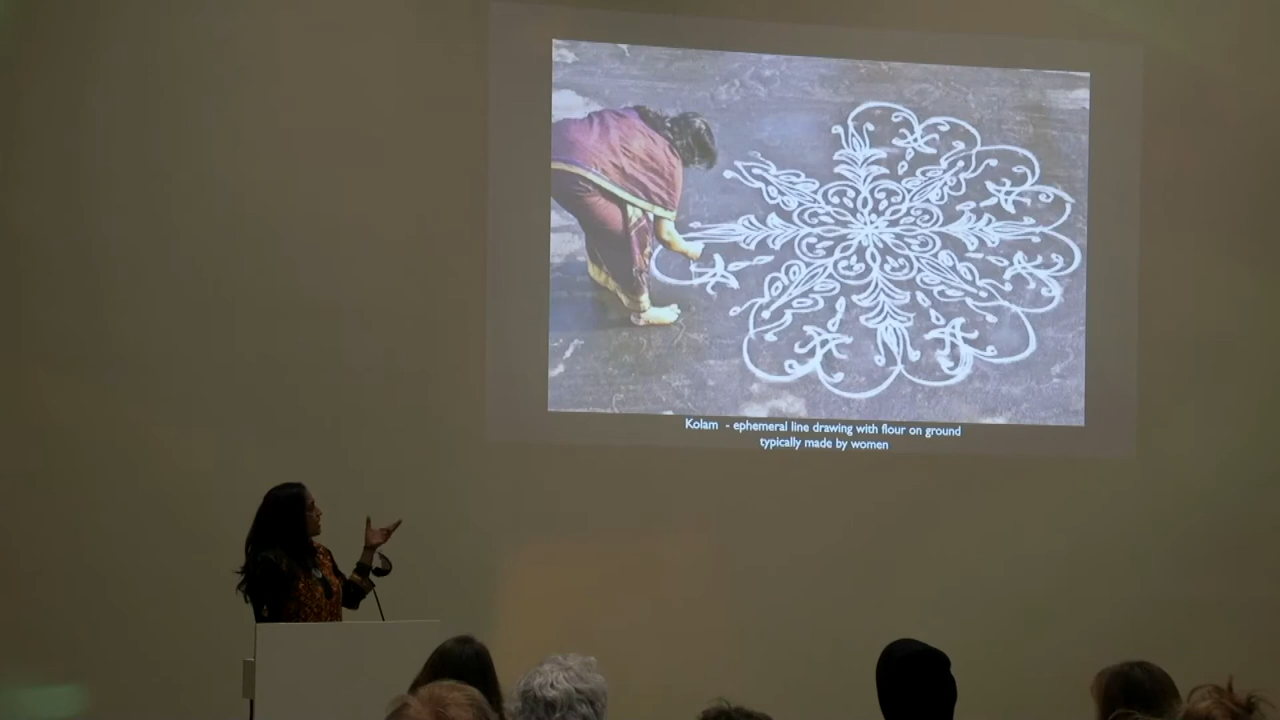 Kolam - ephemeral line drawing with flour on ground
typically made by women